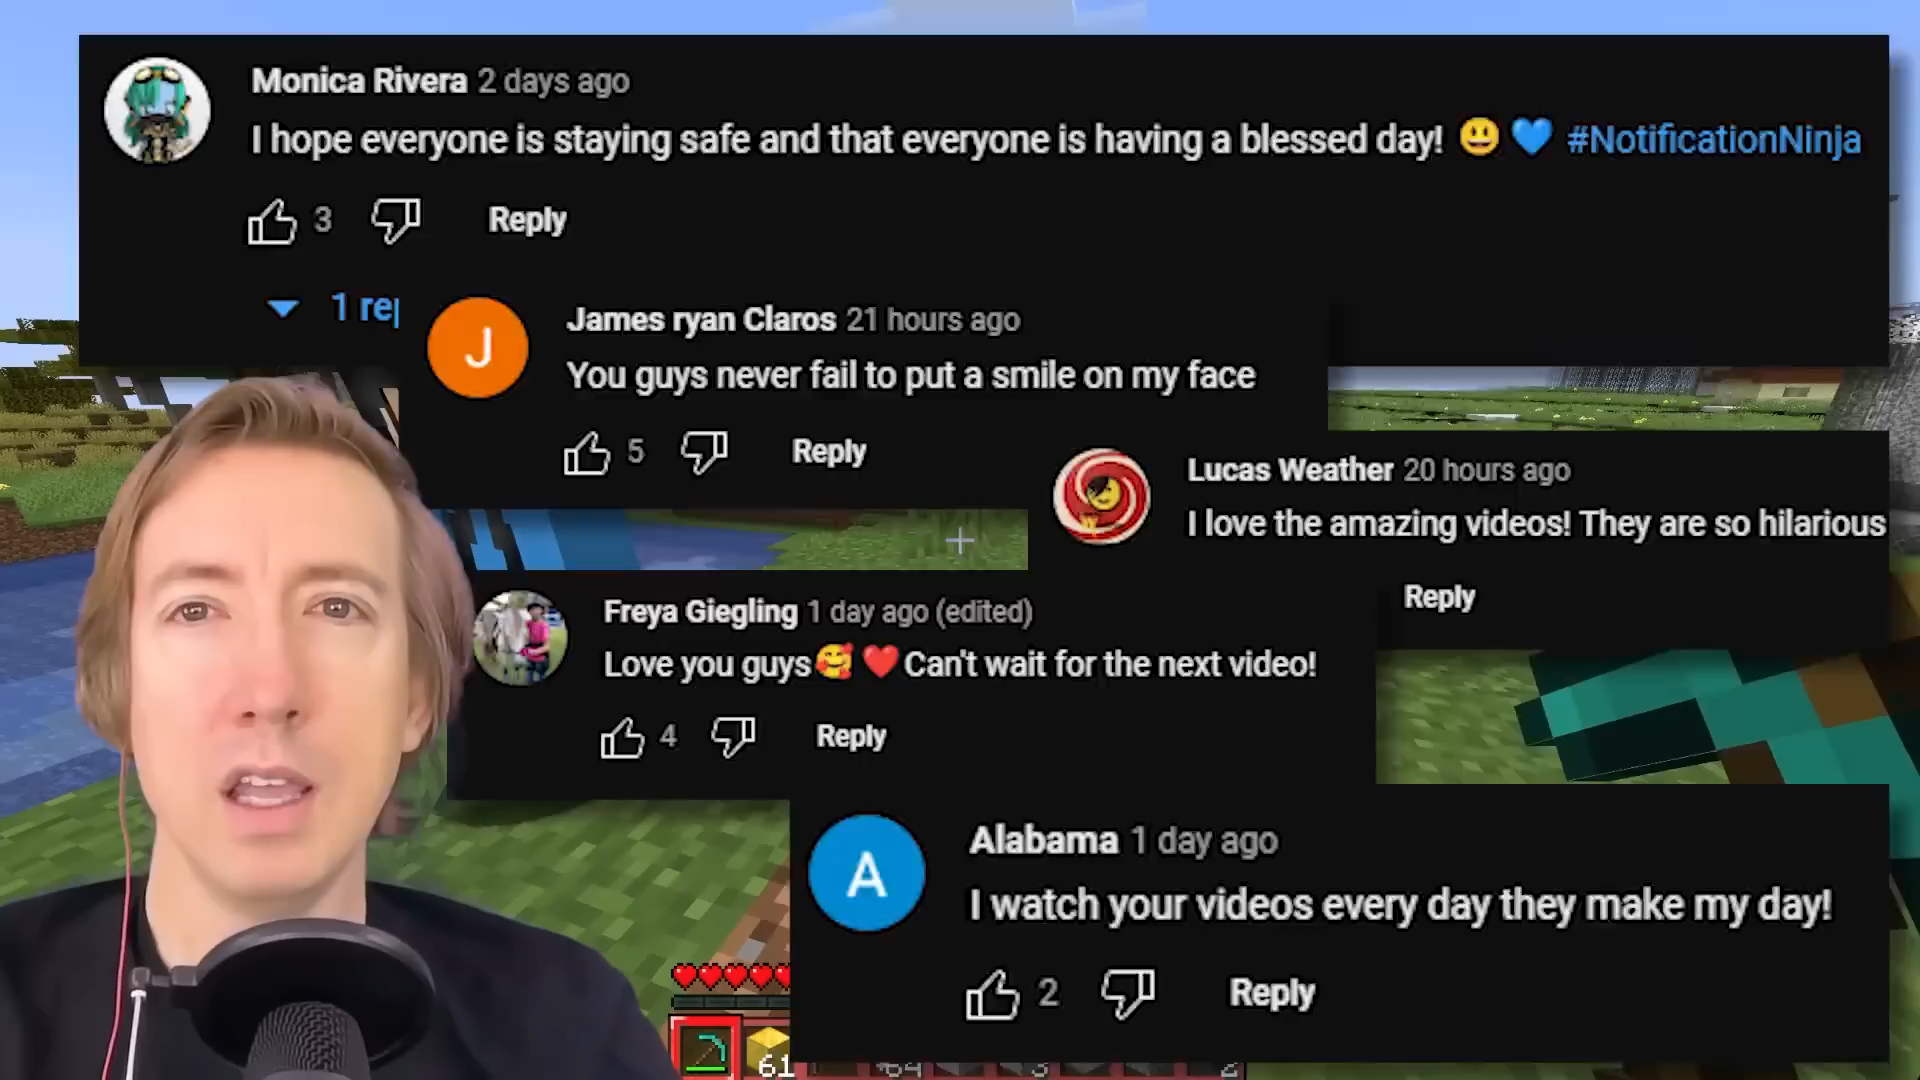 Monica Rivera 2 days ago
I hope everyone is staying safe and that everyone is having a blessed day! 😃 💙 #NotificationNinja
3 Reply
1 rep
J
James ryan Claros 21 hours ago
You guys never fail to put a smile on my face
5 Reply
Lucas Weather 20 hours ago
I love the amazing videos! They are so hilarious
Reply
Freya Giegling 1 day ago (edited)
Love you guys🥰 ❤️Can't wait for the next video!
4 Reply
A
Alabama 1 day ago
I watch your videos every day they make my day!
2 Reply
61 64 3 2